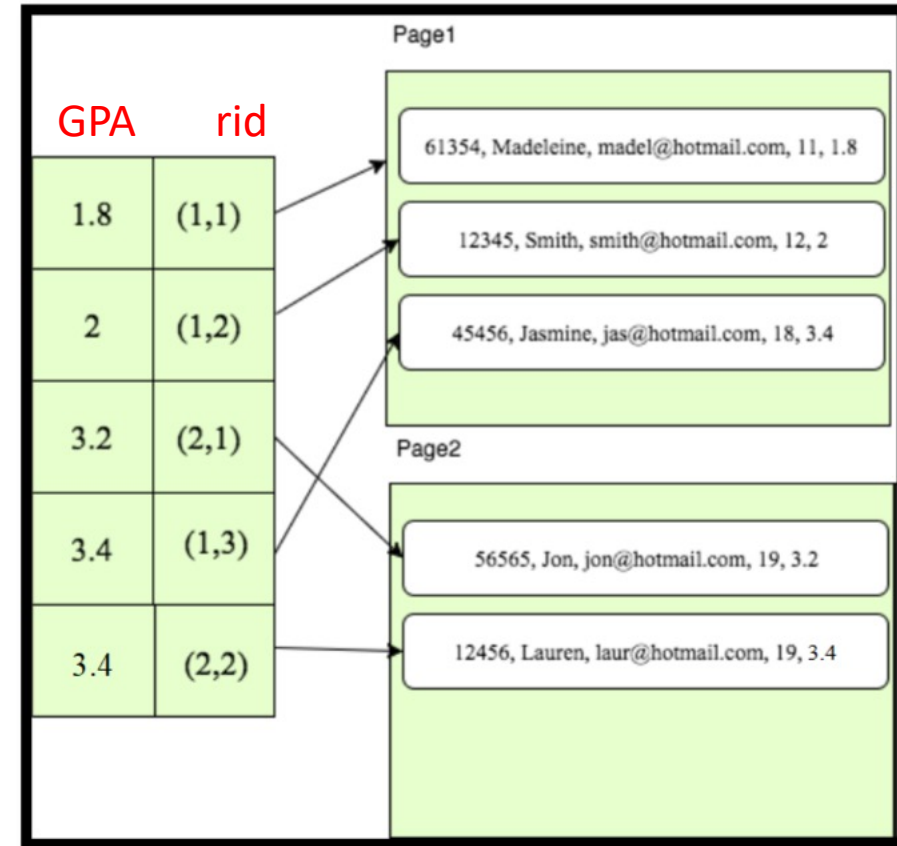 GPA rid
1.8 (1,1)
2 (1,2)
3.2 (2,1)
3.4 (1,3)
3.4 (2,2)
Page1
61354, Madeleine, madel@hotmail.com, 11, 1.8
12345, Smith, smith@hotmail.com, 12, 2
45456, Jasmine, jas@hotmail.com, 18, 3.4
Page2
56565, Jon, jon@hotmail.com, 19, 3.2
12456, Lauren, laur@hotmail.com, 19, 3.4